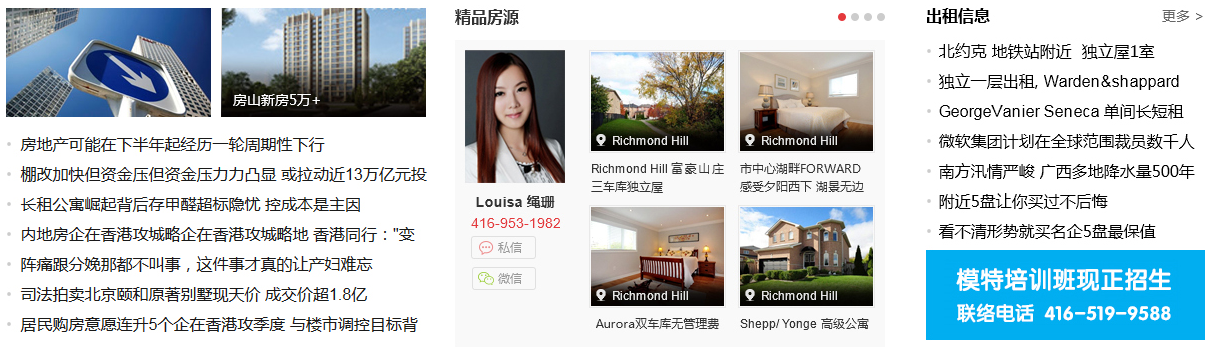 房山新房5万+
房地产可能在下半年起经历一轮周期性下行
棚改加快但资金压但资金压力力凸显 或拉动近13万亿元投
长租公寓崛起背后存甲醛超标隐忧 控成本是主因
内地房企在香港攻城略企在香港攻城略地 香港同行："变
阵痛跟分娩那都不叫事，这件事才真的让产妇难忘
司法拍卖北京颐和原著别墅现天价 成交价超1.8亿
居民购房意愿连升5个企在香港攻季度 与楼市调控目标背
精品房源
Louisa 绳珊
416-953-1982
私信
微信
Richmond Hill
Richmond Hill 富豪山庄
三车库独立屋
Richmond Hill
市中心湖畔FORWARD
感受夕阳西下 湖景无边
Richmond Hill
Aurora双车库无管理费
Richmond Hill
Shepp/ Yonge 高级公寓
出租信息
更多 >
北约克 地铁站附近 独立屋1室
独立一层出租, Warden&shappard
GeorgeVanier Seneca 单间长短租
微软集团计划在全球范围裁员数千人
南方汛情严峻 广西多地降水量500年
附近5盘让你买过不后悔
看不清形势就买名企5盘最保值
模特培训班现正招生
联络电话 416-519-9588